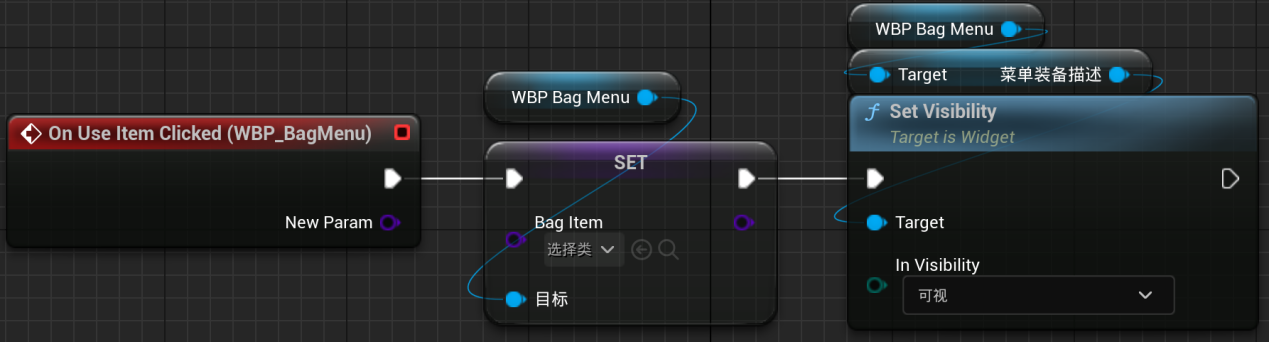 On Use Item Clicked (WBP_BagMenu)
New Param
WBP Bag Menu
SET
Bag Item
选择类
目标
WBP Bag Menu
Target 菜单装备描述
f Set Visibility
Target is Widget
Target
In Visibility
可视